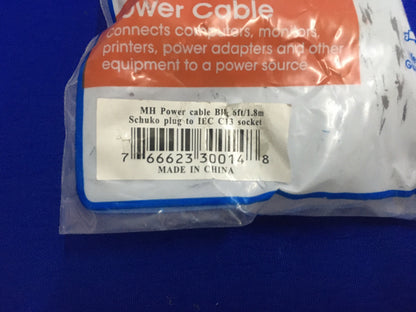 ower Cable
connects computers, monitors,
printers, power adapters and other
equipment to a power source.
MH Power cable Blk 6ft/1.8m
Schuko plug to IEC C13 socket
7 66623 30014 8
MADE IN CHINA